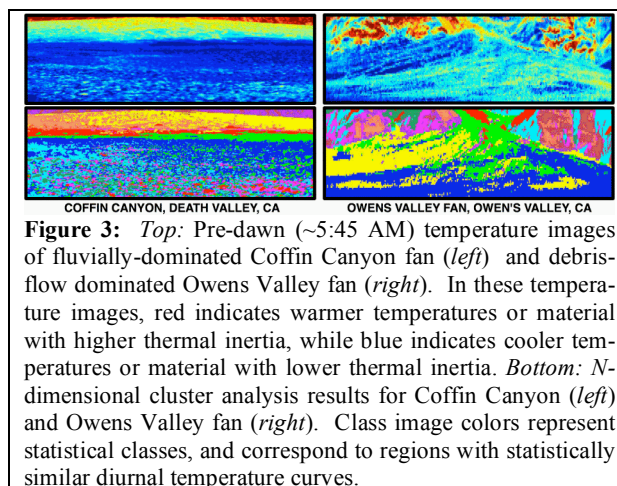 COFFIN CANYON, DEATH VALLEY, CA
OWENS VALLEY FAN, OWEN'S VALLEY, CA
Figure 3: Top: Pre-dawn (~5:45 AM) temperature images
of fluvially-dominated Coffin Canyon fan (left) and debris-
flow dominated Owens Valley fan (right). In these tempera-
ture images, red indicates warmer temperatures or material
with higher thermal inertia, while blue indicates cooler tem-
peratures or material with lower thermal inertia. Bottom: N-
dimensional cluster analysis results for Coffin Canyon (left)
and Owens Valley fan (right). Class image colors represent
statistical classes, and correspond to regions with statistically
similar diurnal temperature curves.